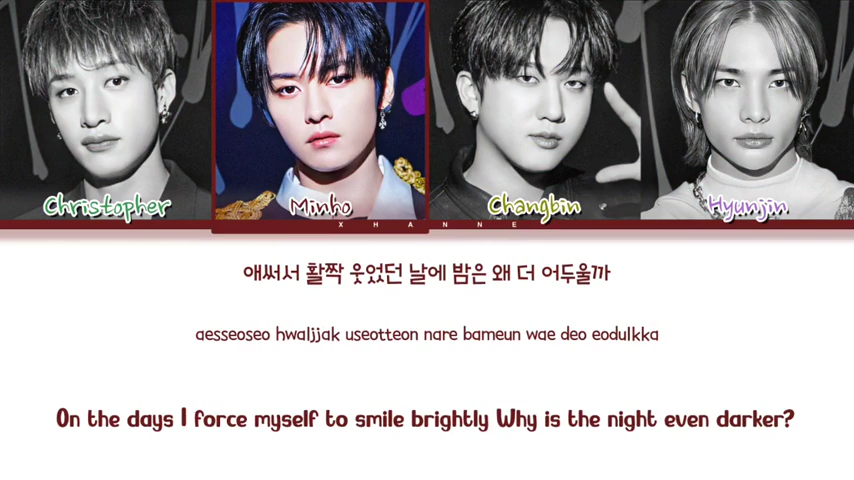 Christopher
Minho
Changbin
Hyunjin
X H A N N E
애써서 활짝 웃었던 날에 밤은 왜 더 어두울까
aesseoseo hwaljjak useotteon nare bameun wae deo eodulkka
On the days I force myself to smile brightly Why is the night even darker?